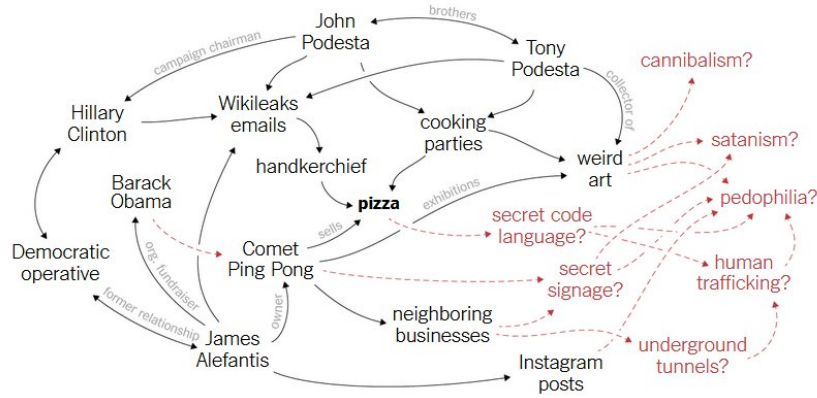 John
Podesta
brothers
Tony
Podesta
campaign chairman
cannibalism?
collector of
Hillary
Clinton
Wikileaks
emails
cooking
parties
satanism?
weird
art
handkerchief
Barack
Obama
pizza
exhibitions
pedophilia?
sells
secret code
language?
Democratic
operative
org. fundraiser
Comet
Ping Pong
secret
signage?
human
trafficking?
former relationship
owner
neighboring
businesses
James
Alefantis
underground
tunnels?
Instagram
posts